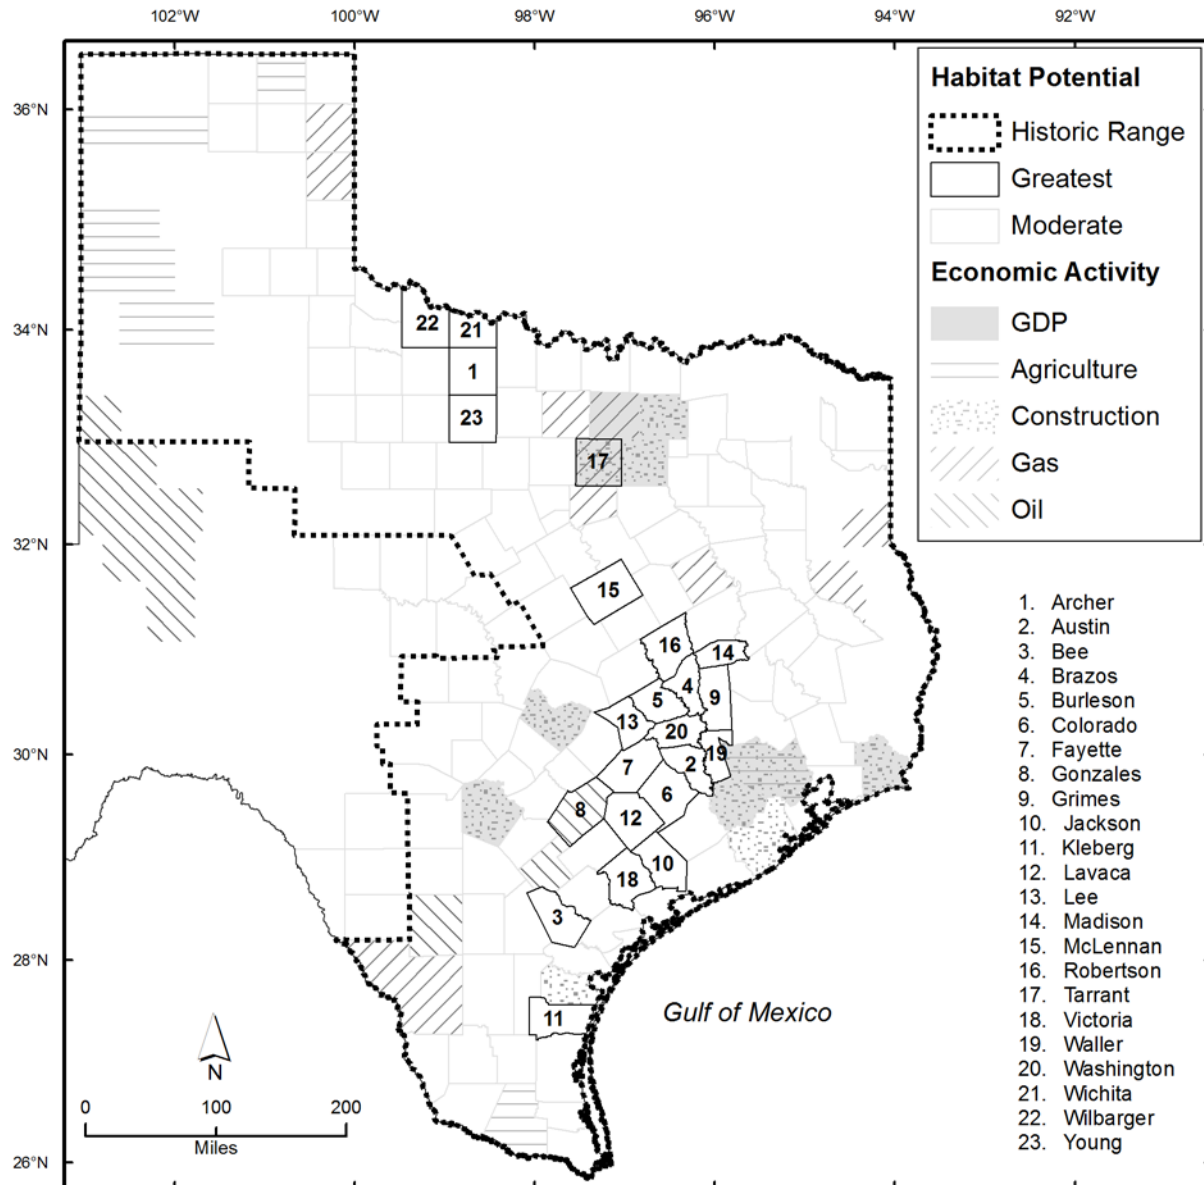 102°W 100°W 98°W 96°W 94°W 92°W
36°N
34°N
32°N
30°N
28°N
26°N
Habitat Potential
Historic Range
Greatest
Moderate
Economic Activity
GDP
Agriculture
Construction
Gas
Oil
22
21
1
23
17
15
16
14
4
5
9
13
20
19
7
2
8
6
12
10
18
3
11
Gulf of Mexico
N
0 100 200
Miles
1. Archer
2. Austin
3. Bee
4. Brazos
5. Burleson
6. Colorado
7. Fayette
8. Gonzales
9. Grimes
10. Jackson
11. Kleberg
12. Lavaca
13. Lee
14. Madison
15. McLennan
16. Robertson
17. Tarrant
18. Victoria
19. Waller
20. Washington
21. Wichita
22. Wilbarger
23. Young